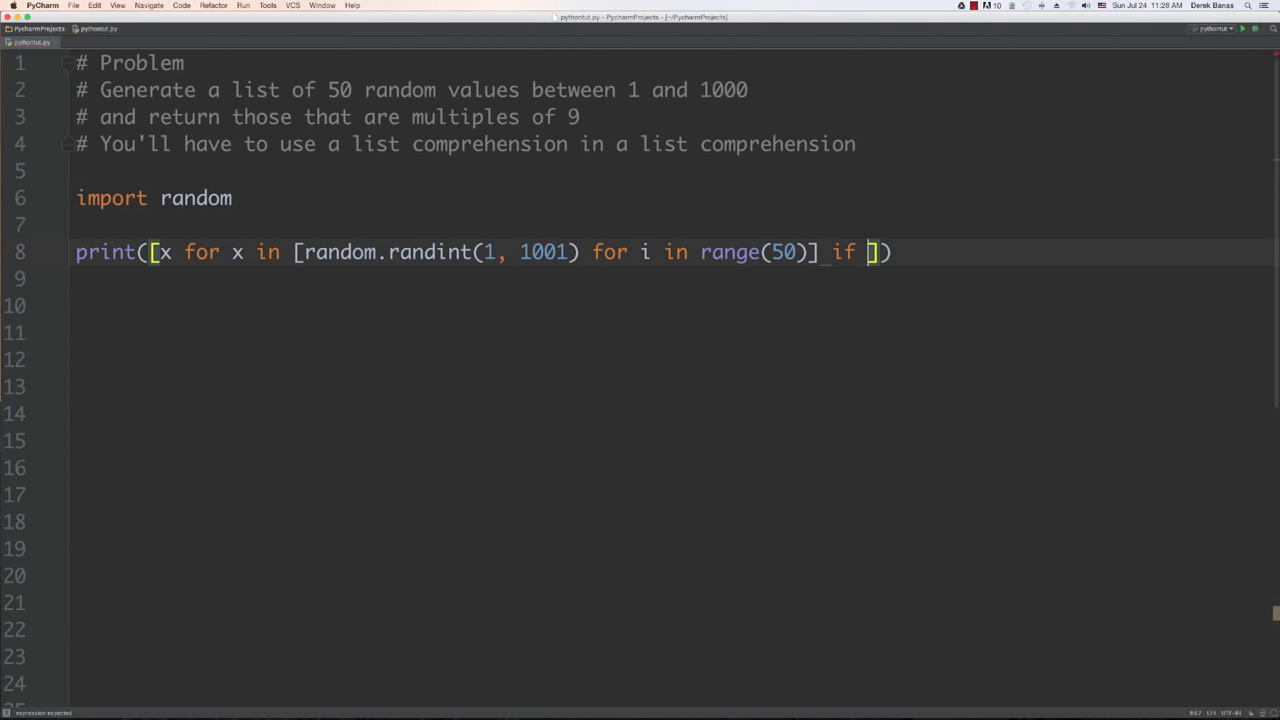 PyCharm File Edit View Navigate Code Refactor Run Tools VCS Window Help 10 Sun Jul 24 11:28 AM Derek Banas
pythontut.py - PycharmProjects - [~/PycharmProjects]
PycharmProjects pythontut.py pythontut
pythontut.py
1 # Problem
2 # Generate a list of 50 random values between 1 and 1000
3 # and return those that are multiples of 9
4 # You'll have to use a list comprehension in a list comprehension
5
6 import random
7
8 print([x for x in [random.randint(1, 1001) for i in range(50)] if ])
9
10
11
12
13
14
15
16
17
18
19
20
21
22
23
24
expression expected 8:67 LF÷ UTF-8÷